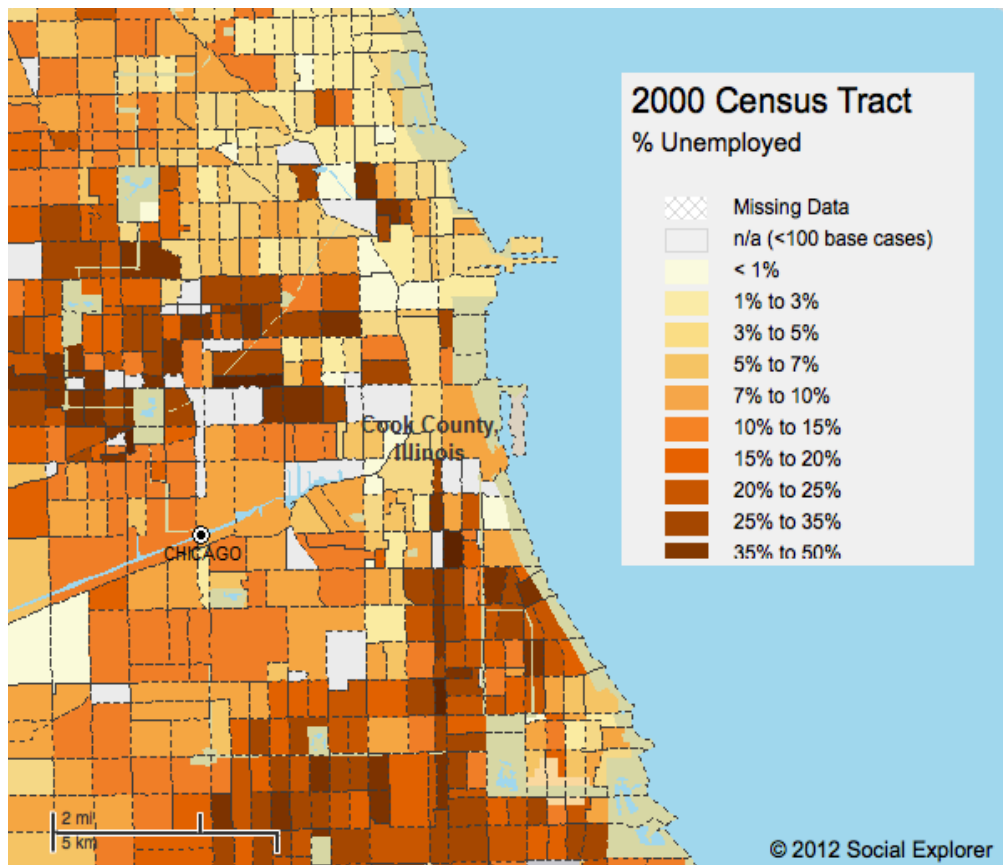 2000 Census Tract
% Unemployed
Missing Data
n/a (<100 base cases)
< 1%
1% to 3%
3% to 5%
5% to 7%
7% to 10%
10% to 15%
15% to 20%
20% to 25%
25% to 35%
35% to 50%
Cook County,
Illinois
CHICAGO
2 mi
5 km
© 2012 Social Explorer